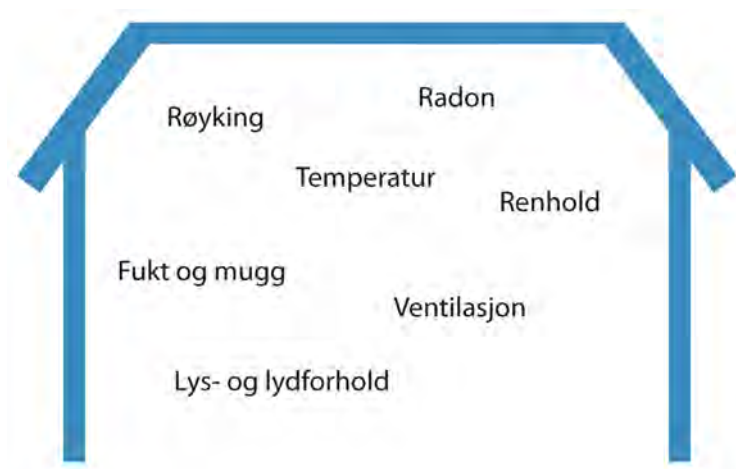 Radon
Røyking
Temperatur
Renhold
Fukt og mugg
Ventilasjon
Lys- og lydforhold